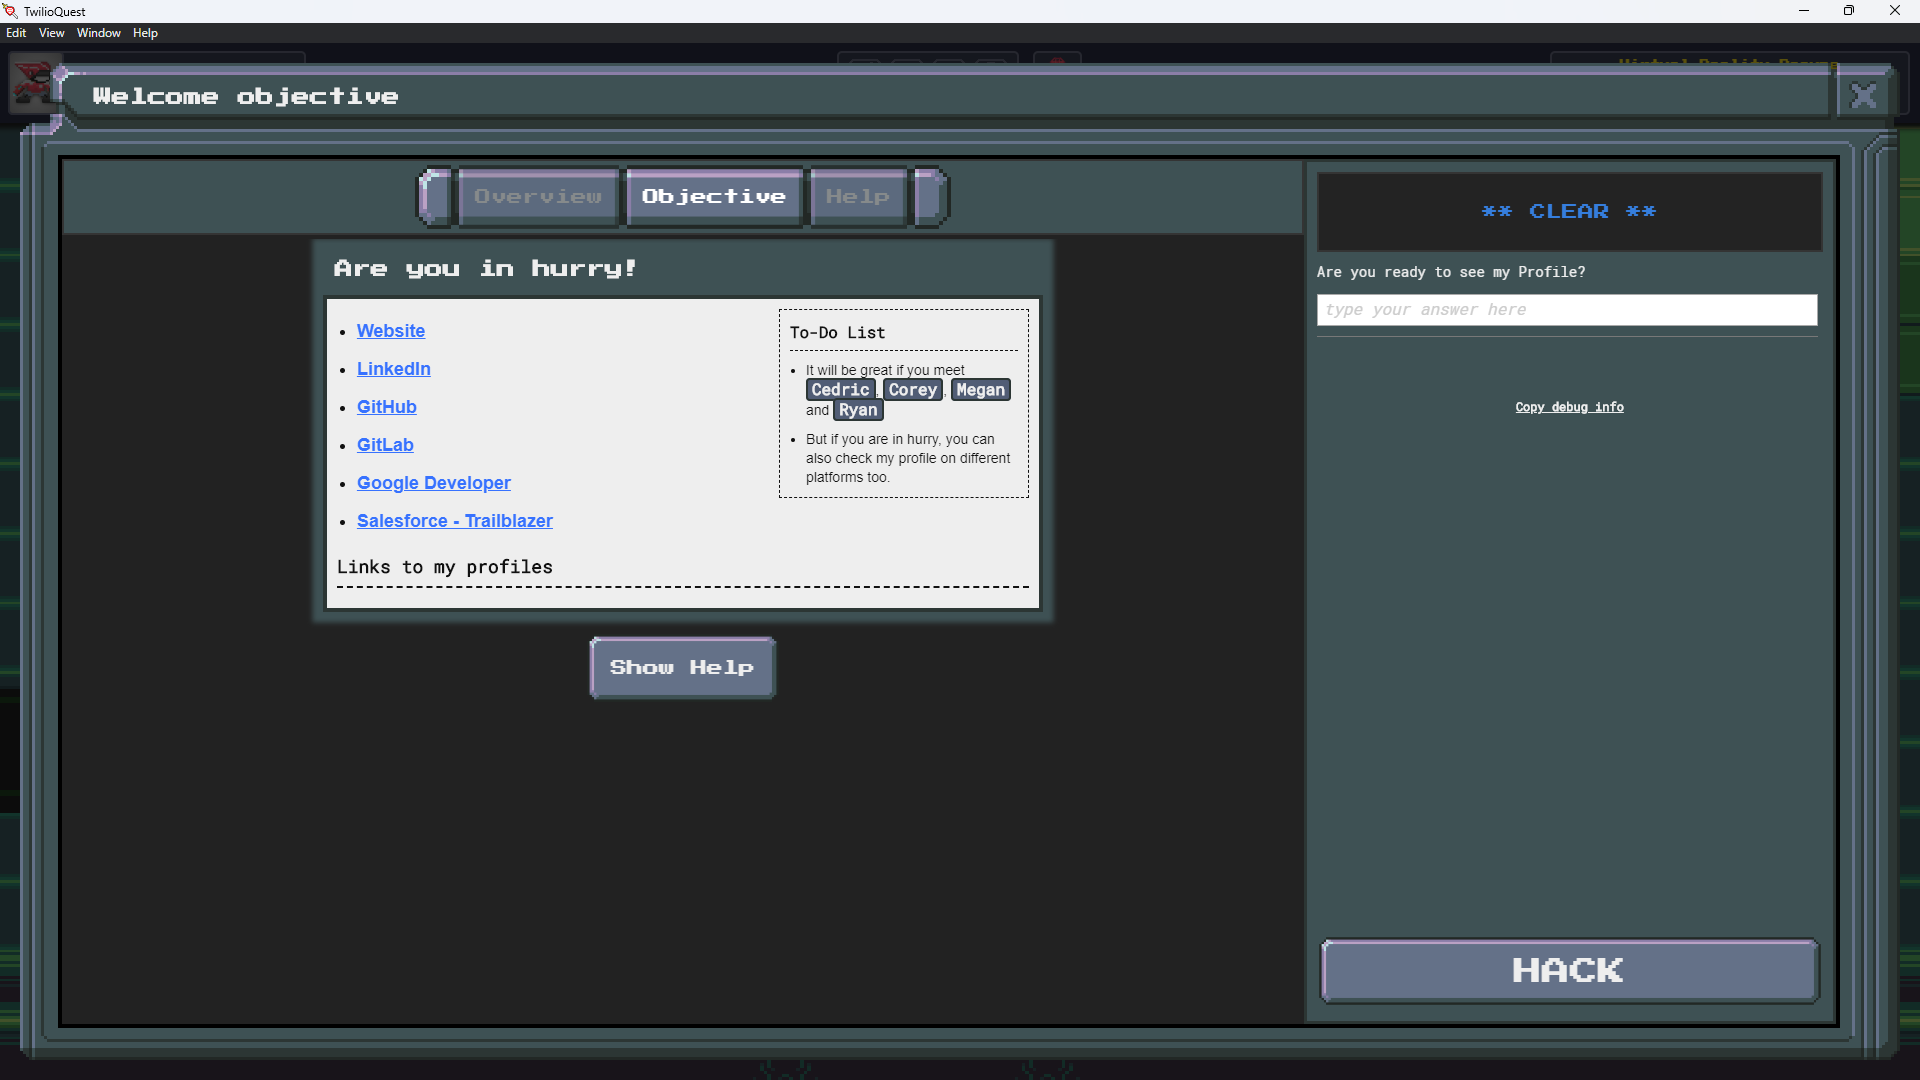 TwilioQuest
Edit View Window Help
Welcome objective
Overview Objective Help
Are you in hurry!
Website
LinkedIn
GitHub
GitLab
Google Developer
Salesforce - Trailblazer
To-Do List
It will be great if you meet
Cedric, Corey, Megan
and Ryan
But if you are in hurry, you can
also check my profile on different
platforms too.
Links to my profiles
Show Help
** CLEAR **
Are you ready to see my Profile?
type your answer here
Copy debug info
HACK